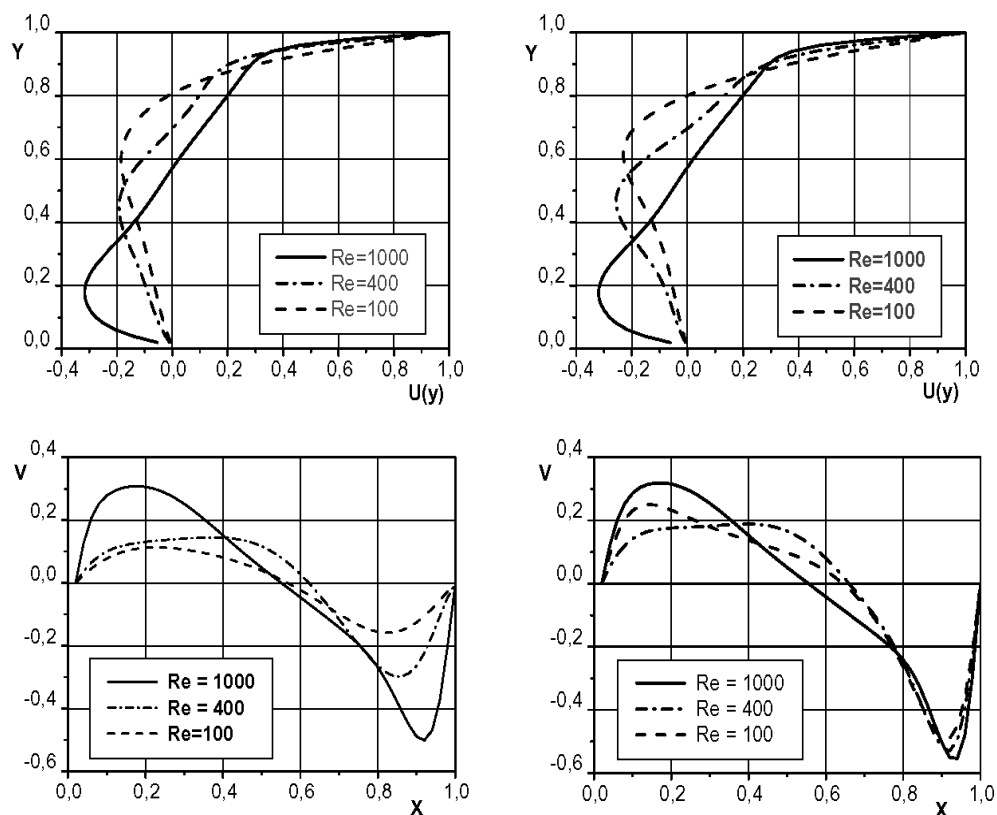 1,0
Y
0,8
0,6
0,4
0,2
0,0
Re=1000
Re=400
Re=100
-0,4 -0,2 0,0 0,2 0,4 0,6 0,8 1,0
U(y)
1,0
Y
0,8
0,6
0,4
0,2
0,0
Re=1000
Re=400
Re=100
-0,4 -0,2 0,0 0,2 0,4 0,6 0,8 1,0
U(y)
0,4
V
0,2
0,0
-0,2
-0,4
-0,6
Re = 1000
Re = 400
Re=100
0,0 0,2 0,4 0,6 0,8 1,0
X
0,4
V
0,2
0,0
-0,2
-0,4
-0,6
Re = 1000
Re = 400
Re = 100
0,0 0,2 0,4 0,6 0,8 1,0
X